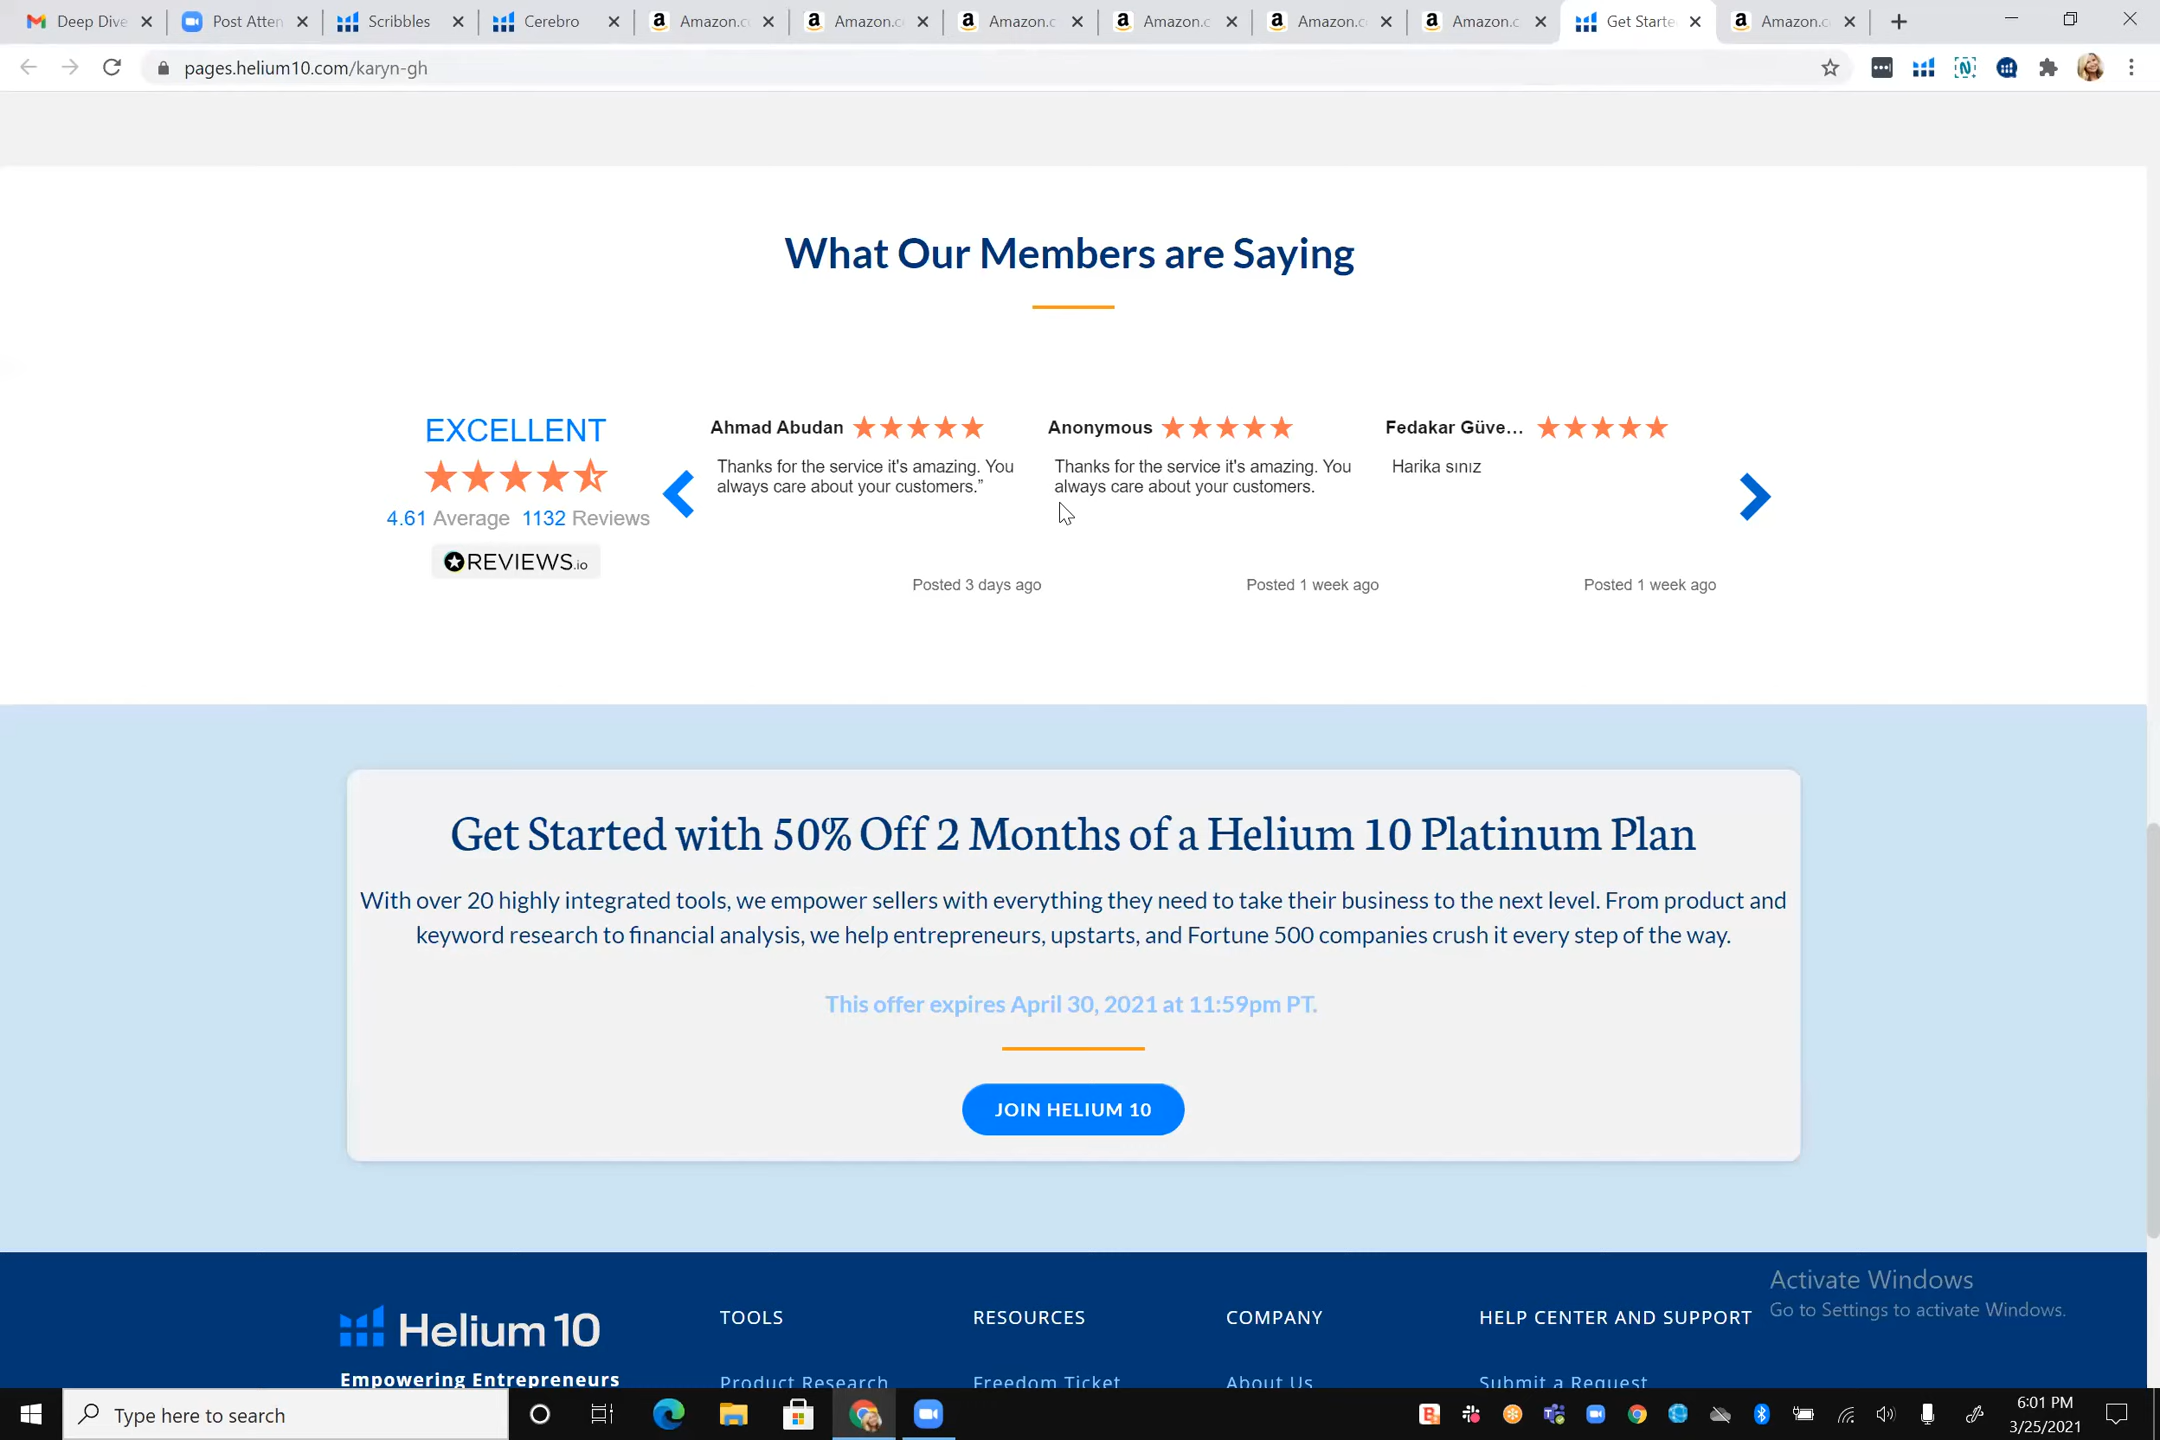 Deep Dive
Post Atten
Scribbles
Cerebro
Amazon.c
Amazon.c
Amazon.c
Amazon.c
Amazon.c
Amazon.c
Get Starte
Amazon.c
pages.helium10.com/karyn-gh
What Our Members are Saying
EXCELLENT
4.61 Average 1132 Reviews
REVIEWS.io
Ahmad Abudan
Thanks for the service it's amazing. You
always care about your customers.”
Posted 3 days ago
Anonymous
Thanks for the service it's amazing. You
always care about your customers.
Posted 1 week ago
Fedakar Güve...
Harika sınız
Posted 1 week ago
Get Started with 50% Off 2 Months of a Helium 10 Platinum Plan
With over 20 highly integrated tools, we empower sellers with everything they need to take their business to the next level. From product and
keyword research to financial analysis, we help entrepreneurs, upstarts, and Fortune 500 companies crush it every step of the way.
This offer expires April 30, 2021 at 11:59pm PT.
JOIN HELIUM 10
Activate Windows
Go to Settings to activate Windows.
Helium 10
Empowering Entrepreneurs
TOOLS
Product Research
RESOURCES
Freedom Ticket
COMPANY
About Us
HELP CENTER AND SUPPORT
Submit a Request
Type here to search
6:01 PM
3/25/2021